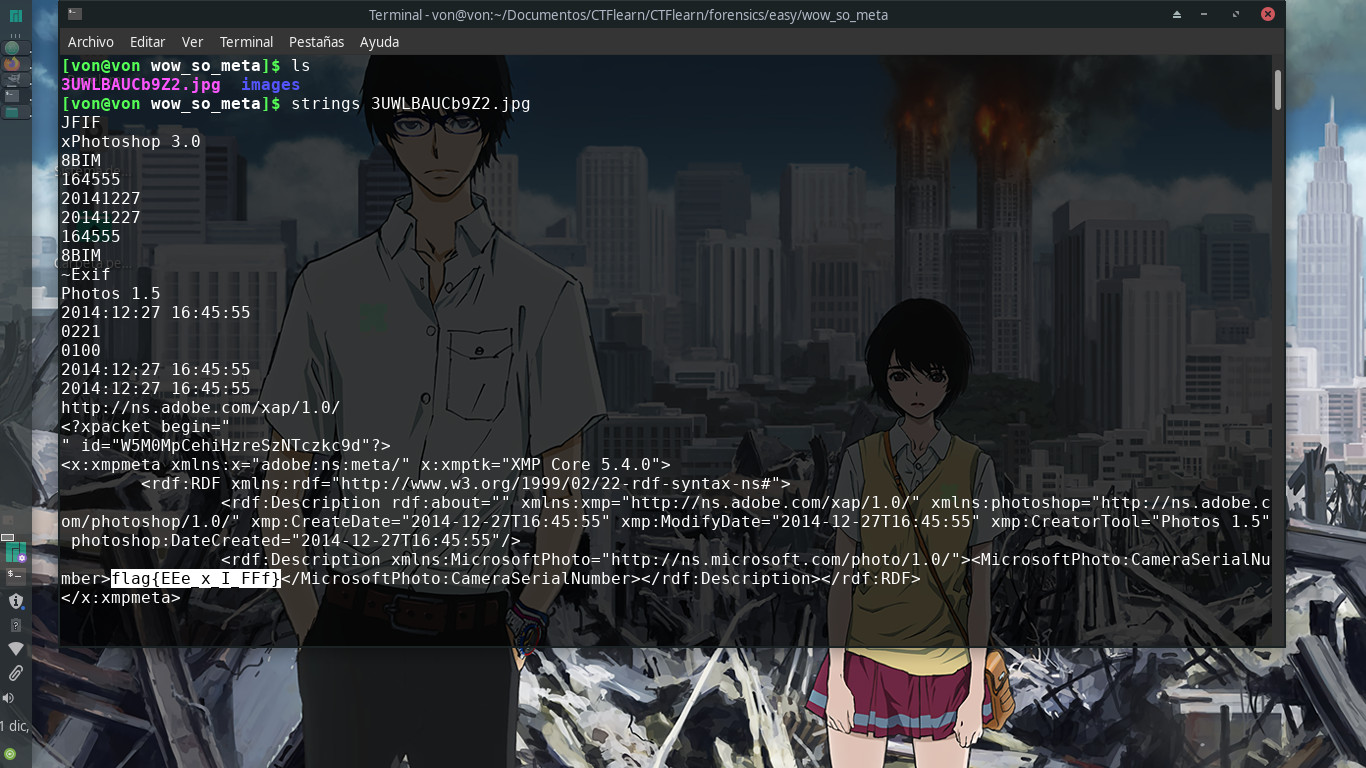 Terminal - von@von:~/Documentos/CTFlearn/CTFlearn/forensics/easy/wow_so_meta
Archivo Editar Ver Terminal Pestañas Ayuda
[von@von wow_so_meta]$ ls
3UWLBAUCb9Z2.jpg images
[von@von wow_so_meta]$ strings 3UWLBAUCb9Z2.jpg
JFIF
xPhotoshop 3.0
8BIM
164555
20141227
20141227
164555
8BIM
~Exif
Photos 1.5
2014:12:27 16:45:55
0221
0100
2014:12:27 16:45:55
2014:12:27 16:45:55
http://ns.adobe.com/xap/1.0/
<?xpacket begin="
" id="W5M0MpCehiHzreSzNTczkc9d"?>
<x:xmpmeta xmlns:x="adobe:ns:meta/" x:xmptk="XMP Core 5.4.0">
<rdf:RDF xmlns:rdf="http://www.w3.org/1999/02/22-rdf-syntax-ns#">
<rdf:Description rdf:about="" xmlns:xmp="http://ns.adobe.com/xap/1.0/" xmlns:photoshop="http://ns.adobe.c
om/photoshop/1.0/" xmp:CreateDate="2014-12-27T16:45:55" xmp:ModifyDate="2014-12-27T16:45:55" xmp:CreatorTool="Photos 1.5"
photoshop:DateCreated="2014-12-27T16:45:55"/>
<rdf:Description xmlns:MicrosoftPhoto="http://ns.microsoft.com/photo/1.0/"><MicrosoftPhoto:CameraSerialNu
mber>flag{EEe_x_I_FFf}</MicrosoftPhoto:CameraSerialNumber></rdf:Description></rdf:RDF>
</x:xmpmeta>
1 dic,